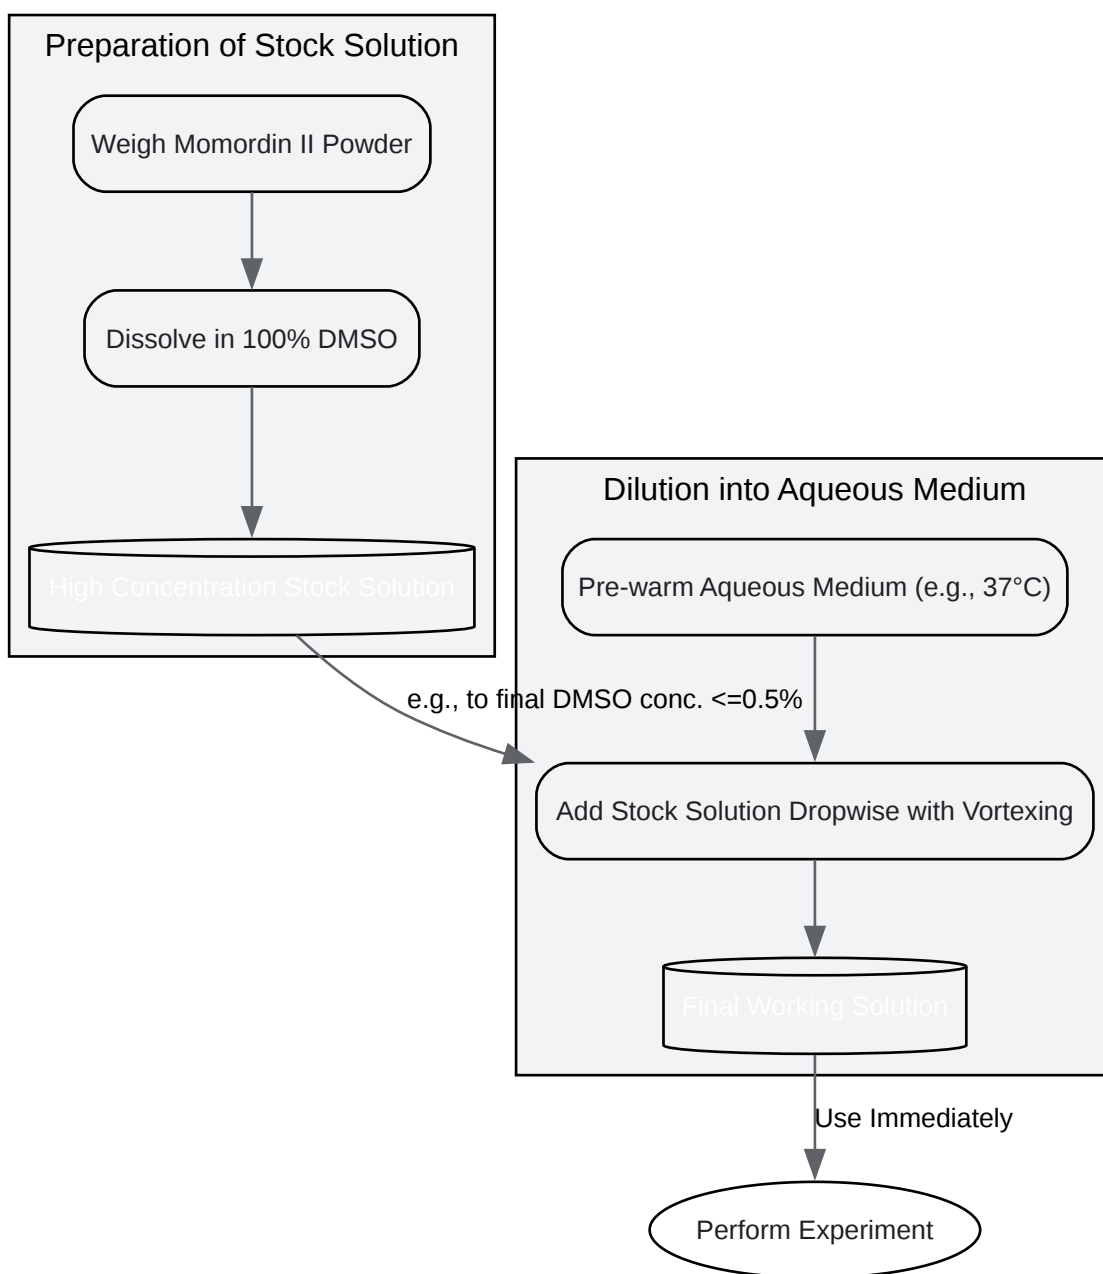 Preparation of Stock Solution
Weigh Momordin II Powder
Dissolve in 100% DMSO
High Concentration Stock Solution
Dilution into Aqueous Medium
Pre-warm Aqueous Medium (e.g., 37°C)
e.g., to final DMSO conc. <=0.5%
Add Stock Solution Dropwise with Vortexing
Final Working Solution
Use Immediately
Perform Experiment